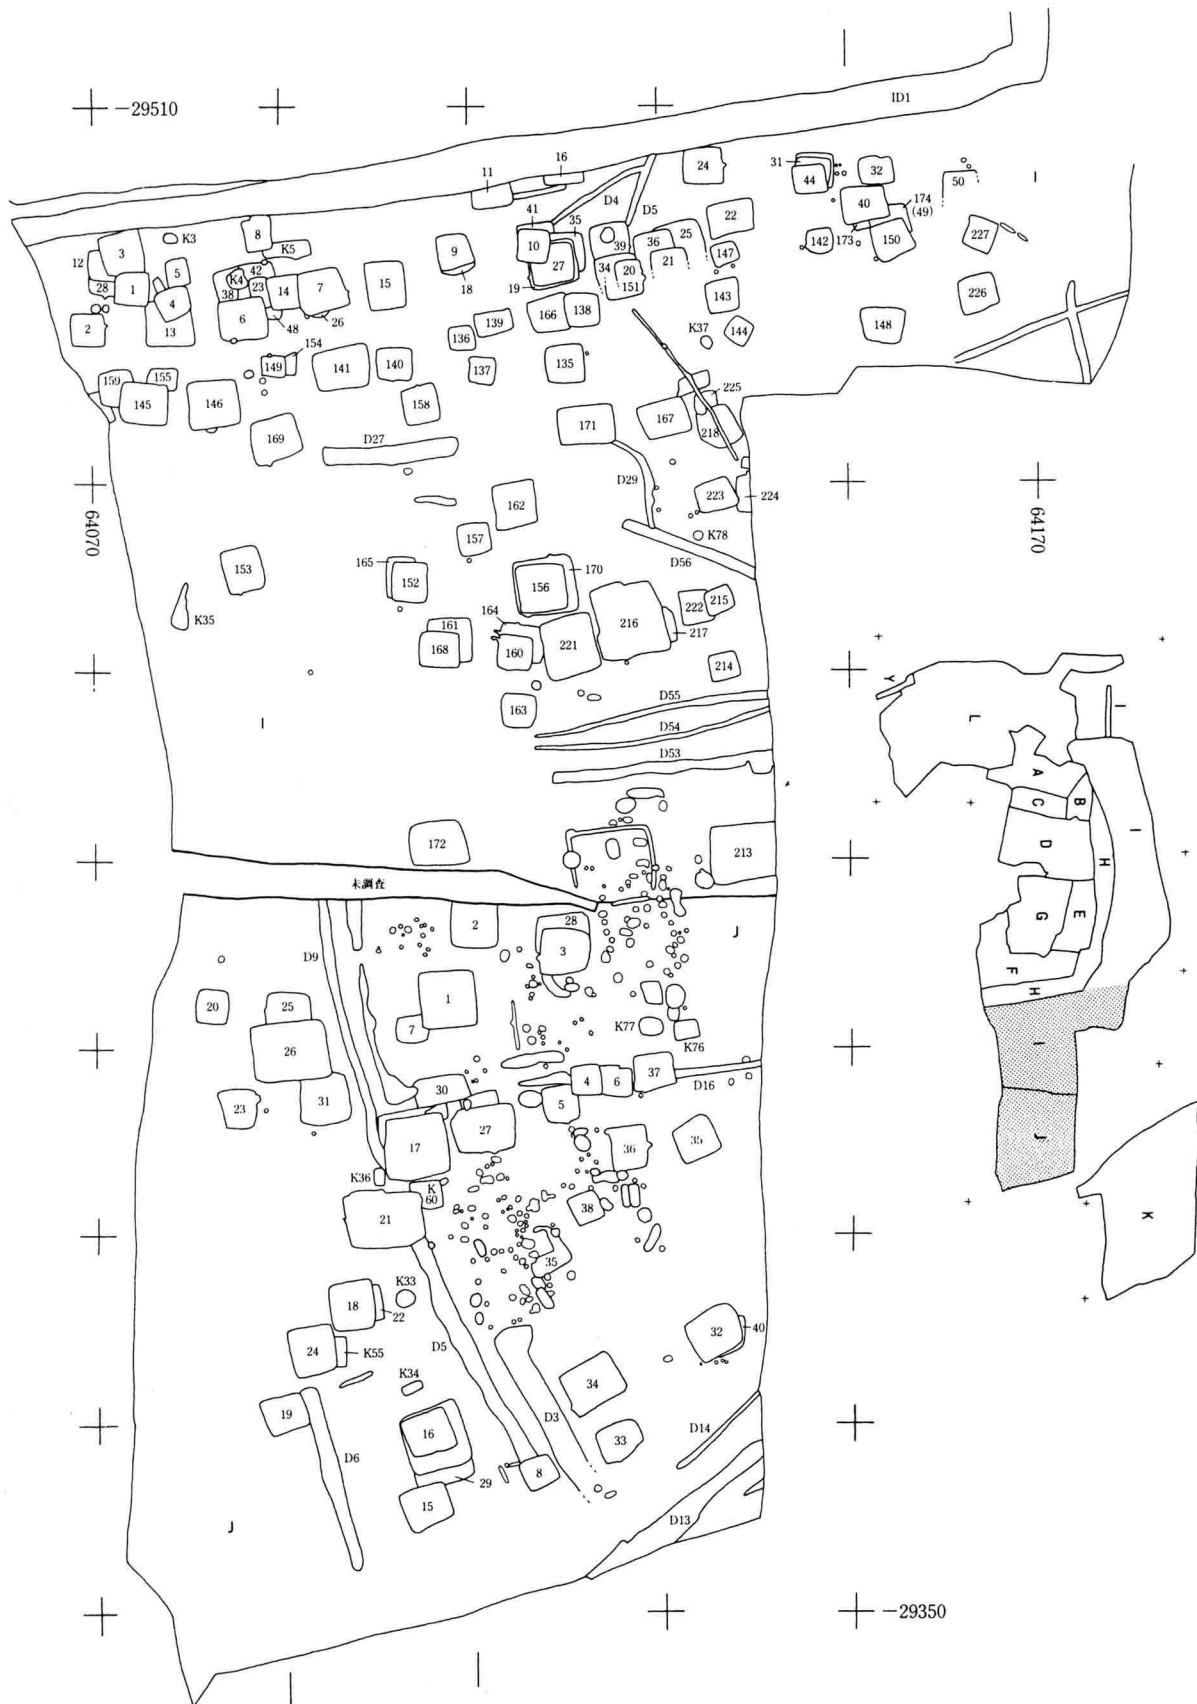 ID1
-29510
16
11
24
31
44
32
50
I
D4
D5
41
35
40
174
(49)
22
K3
8
K5
9
10
39
36
25
3
12
5
42
K4
15
18
27
34
20
21
147
142
173
150
227
28
1
4
38
23
14
7
19
151
143
226
2
13
6
48
26
139
166
138
K37
144
148
154
136
149
141
140
137
135
159
155
145
146
158
225
171
167
218
169
D27
D29
223
224
64070
64170
162
K78
157
D56
153
165
152
156
170
K35
222
215
161
164
216
217
168
160
221
214
163
D55
I
D54
D53
Y
L
I
A
B
C
D
H
I
E
G
F
H
I
J
K
172
213
未調査
2
28
J
3
D9
1
20
25
7
K77
K76
26
4
6
37
D16
30
23
31
5
27
17
36
35
K36
K
60
38
21
35
K33
18
22
D5
32
40
24
K55
K34
34
19
D3
D14
16
33
D6
8
29
15
J
D13
-29350